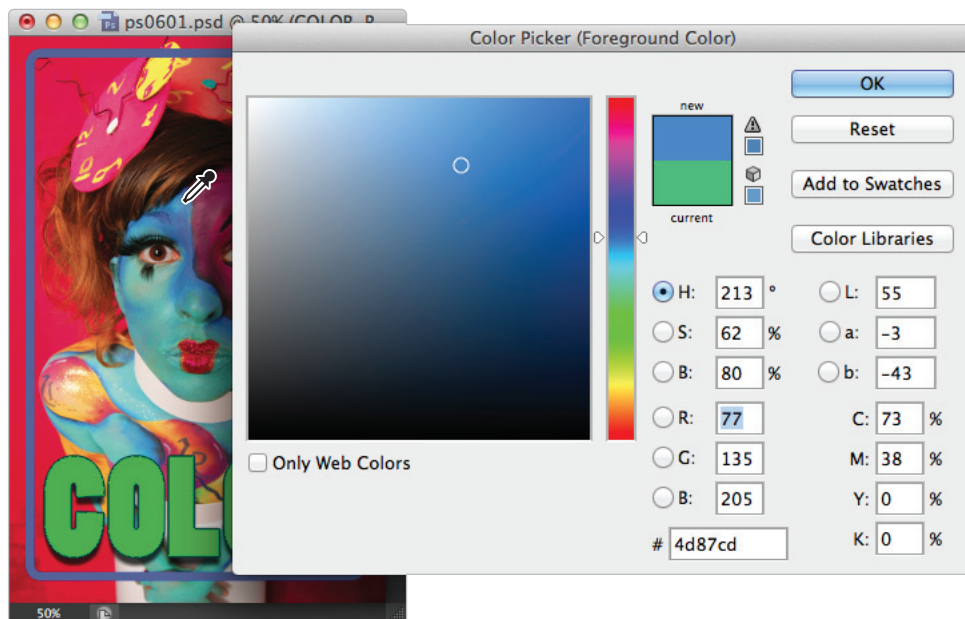 ps0601.psd @ 50% (COLOR, R
Color Picker (Foreground Color)
new
current
OK
Reset
Add to Swatches
Color Libraries
H: 213 °
S: 62 %
B: 80 %
R: 77
G: 135
B: 205
# 4d87cd
L: 55
a: -3
b: -43
C: 73 %
M: 38 %
Y: 0 %
K: 0 %
Only Web Colors
COLO
50%